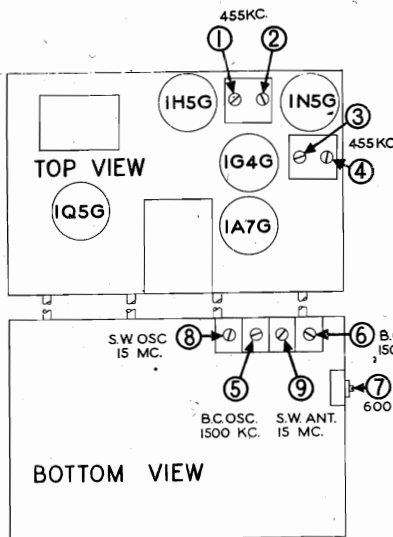 455KC.
① ②
1H5G 1N5G
③
455KC
④
TOP VIEW
1G4G
1Q5G
1A7G
S.W. OSC
15 MC.
⑧ ⑥
B.C
150
⑤ ⑨ ⑦
600
B.C. OSC.
1500 KC.
S.W. ANT.
15 MC.
BOTTOM VIEW